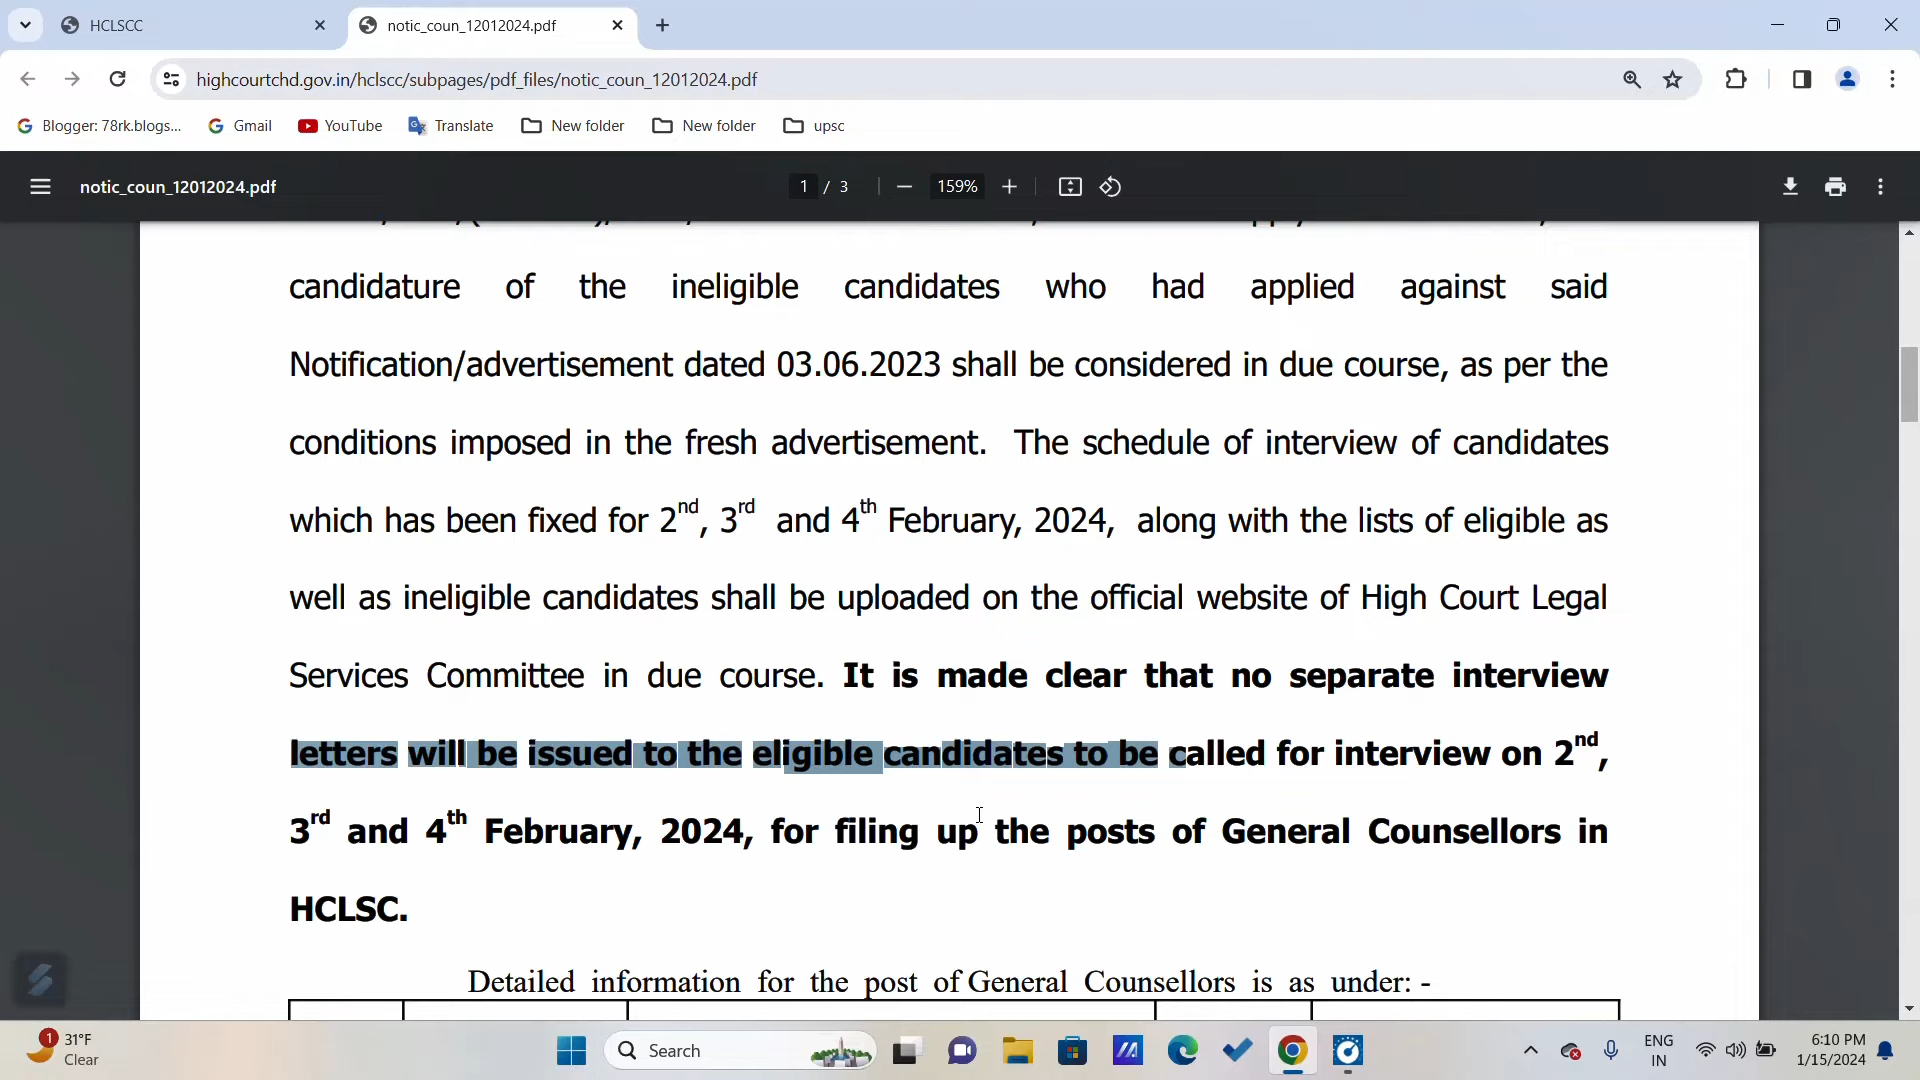 HCLSCC
notic_coun_12012024.pdf
highcourtchd.gov.in/hclscc/subpages/pdf_files/notic_coun_12012024.pdf
Blogger: 78rk.blogs... Gmail YouTube Translate New folder New folder upsc
notic_coun_12012024.pdf 1 / 3 159%
candidature of the ineligible candidates who had applied against said
Notification/advertisement dated 03.06.2023 shall be considered in due course, as per the
conditions imposed in the fresh advertisement. The schedule of interview of candidates
which has been fixed for 2nd, 3rd and 4th February, 2024, along with the lists of eligible as
well as ineligible candidates shall be uploaded on the official website of High Court Legal
Services Committee in due course. It is made clear that no separate interview
letters will be issued to the eligible candidates to be called for interview on 2nd,
3rd and 4th February, 2024, for filing up the posts of General Counsellors in
HCLSC.
Detailed information for the post of General Counsellors is as under: -
1
31°F
Clear
Search
ENG
IN
6:10 PM
1/15/2024